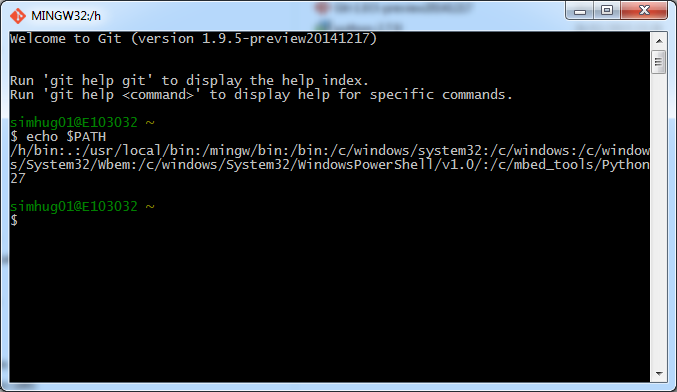 MINGW32:/h
Welcome to Git (version 1.9.5-preview20141217)
Run 'git help git' to display the help index.
Run 'git help <command>' to display help for specific commands.
simhug01@E103032 ~
$ echo $PATH
/h/bin:.:/usr/local/bin:/mingw/bin:/bin:/c/windows/system32:/c/windows:/c/window
s/System32/Wbem:/c/windows/System32/WindowsPowerShell/v1.0/:/c/mbed_tools/Python
27
simhug01@E103032 ~
$